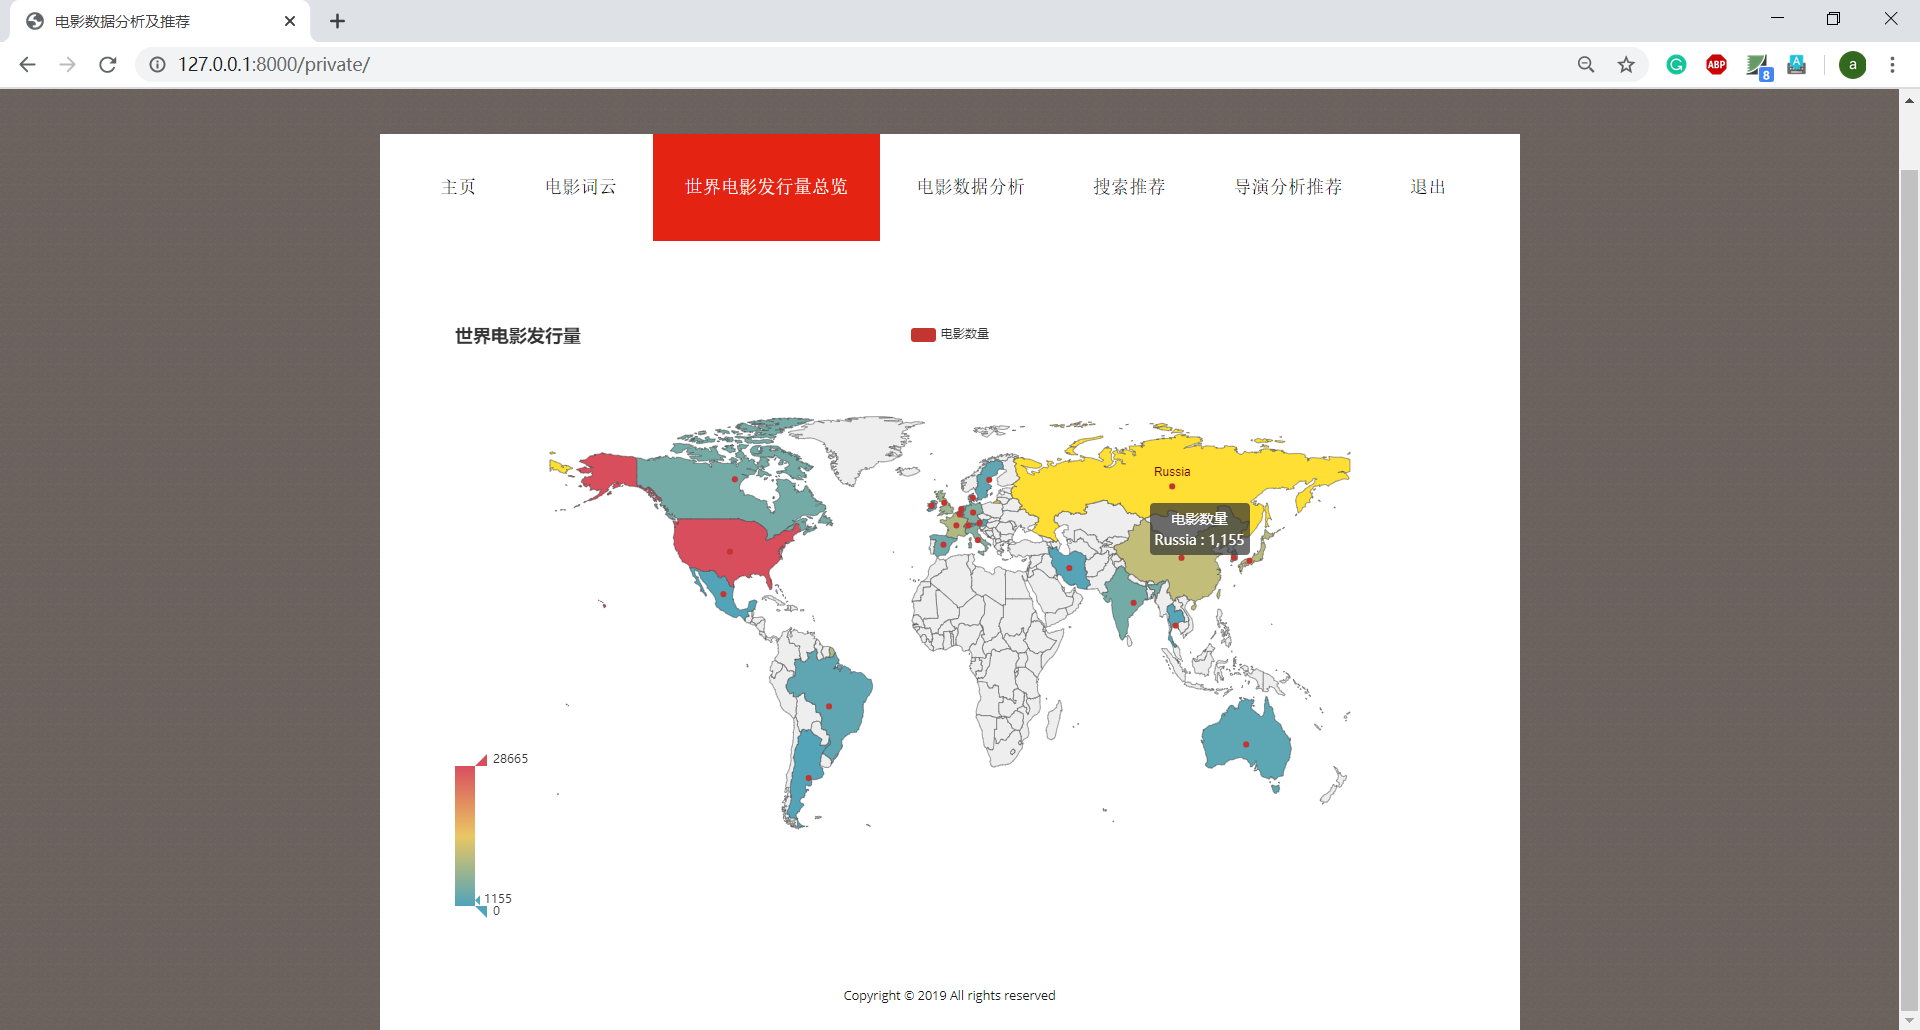 电影数据分析及推荐
127.0.0.1:8000/private/
ABP
8
A
a
主页 电影词云 世界电影发行量总览 电影数据分析 搜索推荐 导演分析推荐 退出
世界电影发行量
电影数量
Russia
电影数量
Russia : 1,155
28665
1155
0
Copyright © 2019 All rights reserved